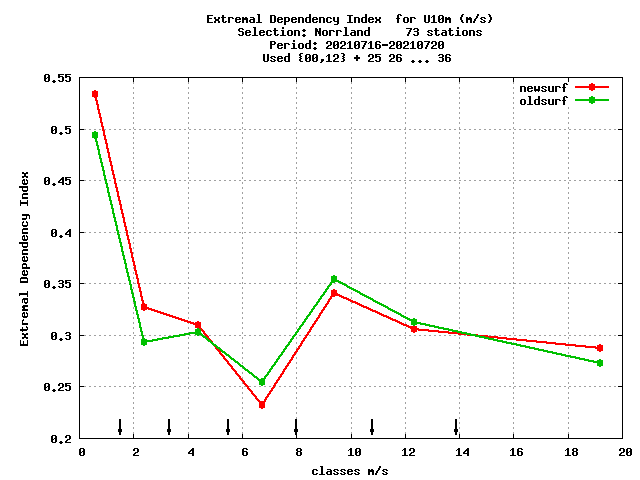 Extremal Dependency Index  for U10m (m/s)
Selection: Norrland     73 stations
Period: 20210716-20210720
Used {00,12} + 25 26 ... 36
newsurf
oldsurf
Extremal Dependency Index
0.55
0.5
0.45
0.4
0.35
0.3
0.25
0.2
0 2 4 6 8 10 12 14 16 18 20
classes m/s